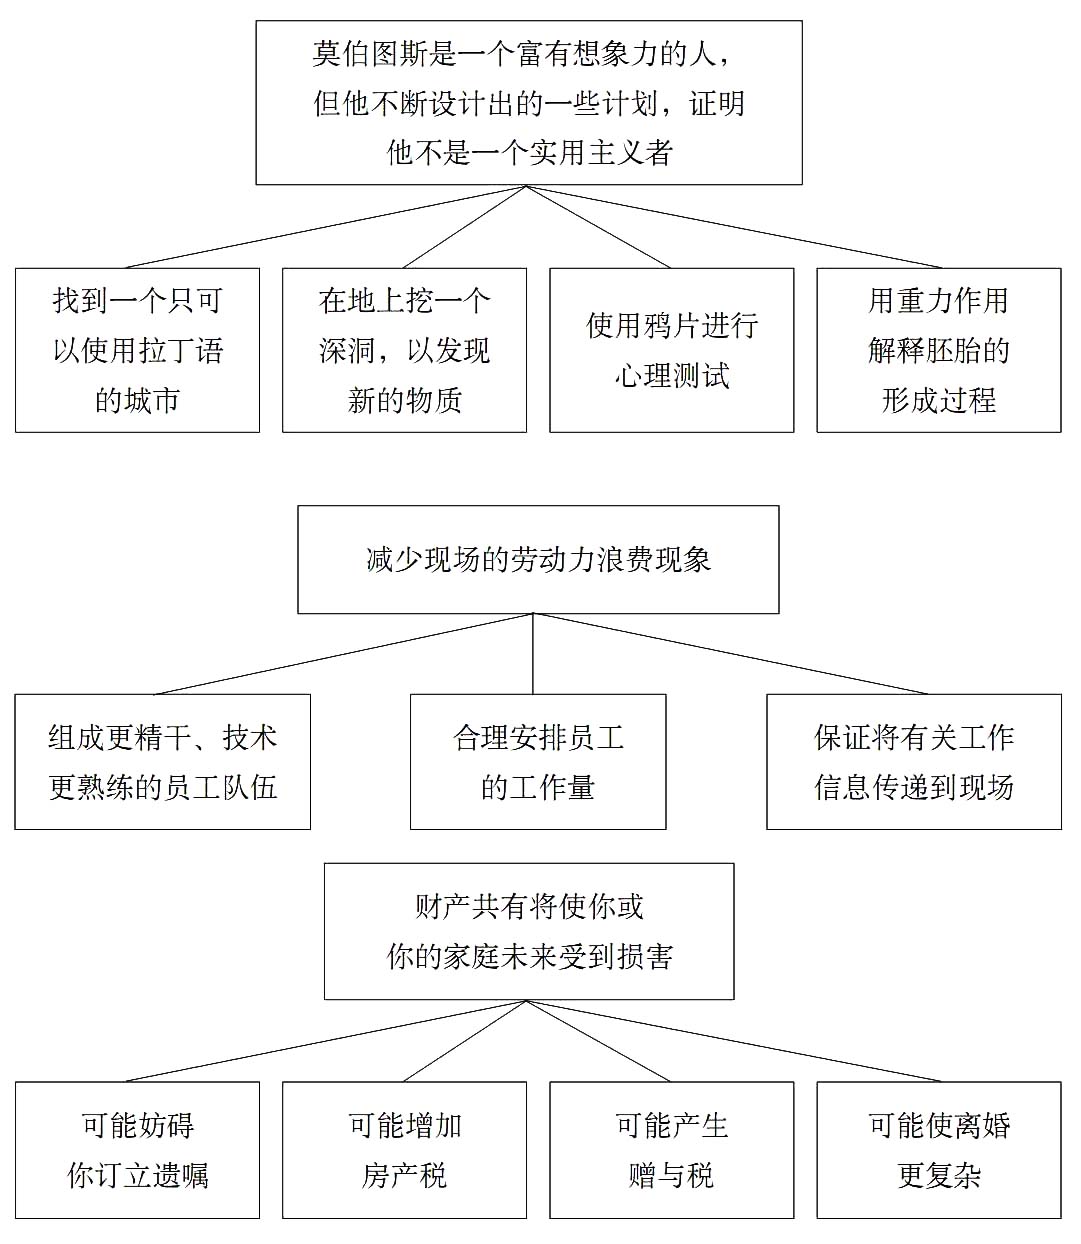 莫伯图斯是一个富有想象力的人，
但他不断设计出的一些计划，证明
他不是一个实用主义者
找到一个只可
以使用拉丁语
的城市
在地上挖一个
深洞，以发现
新的物质
使用鸦片进行
心理测试
用重力作用
解释胚胎的
形成过程
减少现场的劳动力浪费现象
组成更精干、技术
更熟练的员工队伍
合理安排员工
的工作量
保证将有关工作
信息传递到现场
财产共有将使你或
你的家庭未来受到损害
可能妨碍
你订立遗嘱
可能增加
房产税
可能产生
赠与税
可能使离婚
更复杂